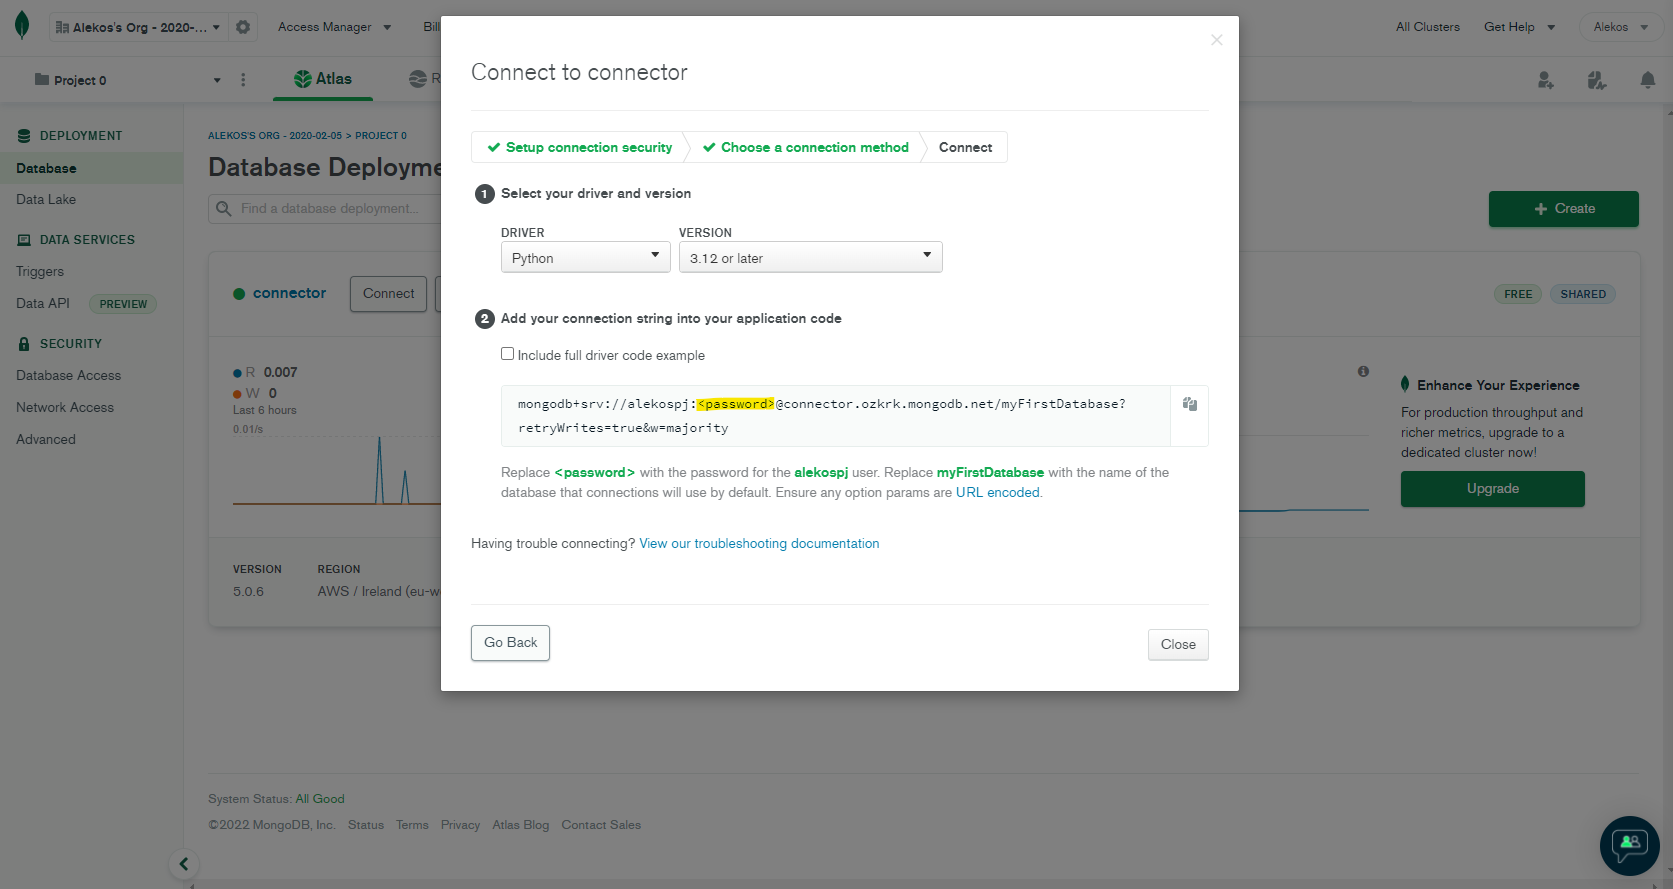 Alekos's Org - 2020-...
Access Manager
Bil
All Clusters
Get Help
Alekos
Project 0
Atlas
R
DEPLOYMENT
Database
Data Lake
DATA SERVICES
Triggers
Data API PREVIEW
SECURITY
Database Access
Network Access
Advanced
ALEKOS'S ORG - 2020-02-05 > PROJECT 0
Database Deployme
Find a database deployment...
+ Create
connector
Connect
FREE SHARED
R 0.007
W 0
Last 6 hours
0.01/s
VERSION
5.0.6
REGION
AWS / Ireland (eu-w
Enhance Your Experience
For production throughput and
richer metrics, upgrade to a
dedicated cluster now!
Upgrade
Connect to connector
Setup connection security
Choose a connection method
Connect
1 Select your driver and version
DRIVER
Python
VERSION
3.12 or later
2 Add your connection string into your application code
Include full driver code example
mongodb+srv://alekospj:<password>@connector.ozkrk.mongodb.net/myFirstDatabase?
retryWrites=true&w=majority
Replace <password> with the password for the alekospj user. Replace myFirstDatabase with the name of the
database that connections will use by default. Ensure any option params are URL encoded.
Having trouble connecting? View our troubleshooting documentation
Go Back
Close
System Status: All Good
©2022 MongoDB, Inc. Status Terms Privacy Atlas Blog Contact Sales